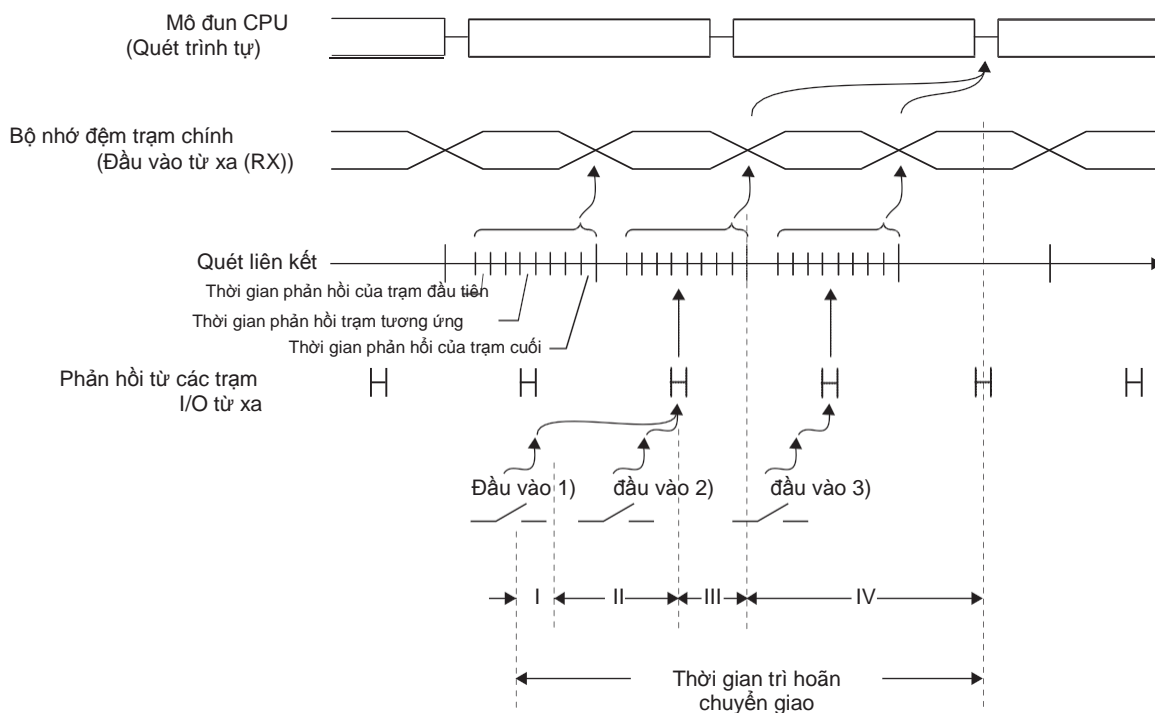 Mô đun CPU
(Quét trình tự)
Bộ nhớ đệm trạm chính
(Đầu vào từ xa (RX))
Quét liên kết
Thời gian phản hồi của trạm đầu tiên
Thời gian phản hồi trạm tương ứng
Thời gian phản hồi của trạm cuối
Phản hồi từ các trạm
I/O từ xa
Đầu vào 1) đầu vào 2) đầu vào 3)
I II III IV
Thời gian trì hoãn
chuyển giao